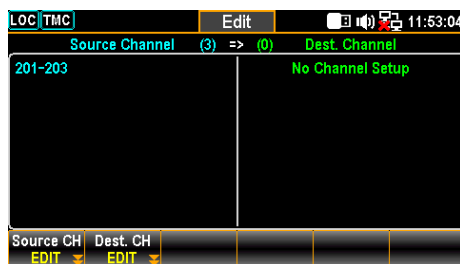 LOC TMC Edit 11:53:04
Source Channel (3) => (0) Dest. Channel
201-203 No Channel Setup
Source CH Dest. CH
EDIT EDIT